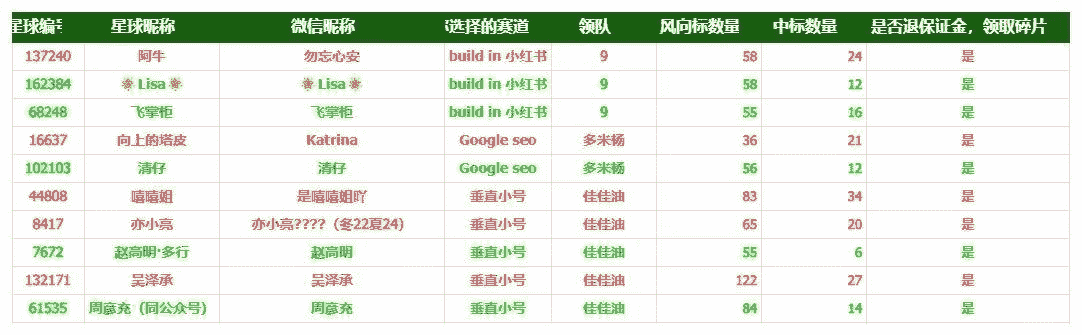 星球编号 星球昵称 微信昵称 选择的赛道 领队 风向标数量 中标数量 是否退保证金，领取碎片
137240 阿牛 勿忘心安 build in 小红书 9 58 24 是
162384 🌸 Lisa 🌸 🌸 Lisa 🌸 build in 小红书 9 58 12 是
68248 飞掌柜 飞掌柜 build in 小红书 9 55 16 是
16637 向上的塔皮 Katrina Google seo 多米杨 36 21 是
102103 清仔 清仔 Google seo 多米杨 56 12 是
44808 嘻嘻姐 是嘻嘻姐吖 垂直小号 佳佳油 83 34 是
8417 亦小亮 亦小亮????（冬22夏24） 垂直小号 佳佳油 65 20 是
7672 赵高明·多行 赵高明 垂直小号 佳佳油 55 6 是
132171 吴泽承 吴泽承 垂直小号 佳佳油 122 27 是
61535 周意充（同公众号） 周意充 垂直小号 佳佳油 84 14 是